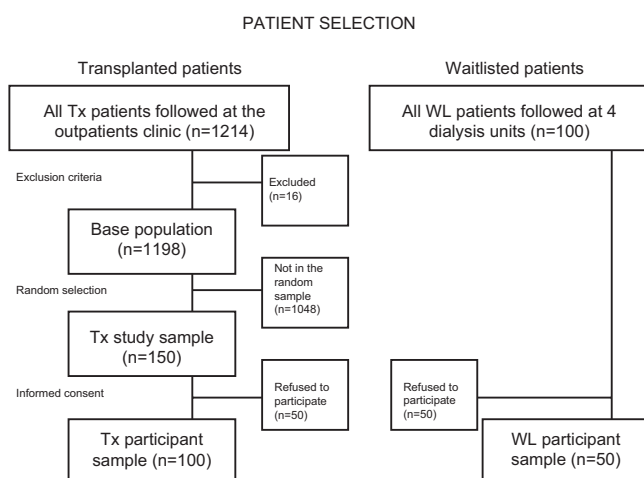 PATIENT SELECTION
Transplanted patients
All Tx patients followed at the
outpatients clinic (n=1214)
Exclusion criteria
Excluded
(n=16)
Base population
(n=1198)
Random selection
Not in the
random
sample
(n=1048)
Tx study sample
(n=150)
Informed consent
Refused to
participate
(n=50)
Tx participant
sample (n=100)
Waitlisted patients
All WL patients followed at 4
dialysis units (n=100)
Refused to
participate
(n=50)
WL participant
sample (n=50)